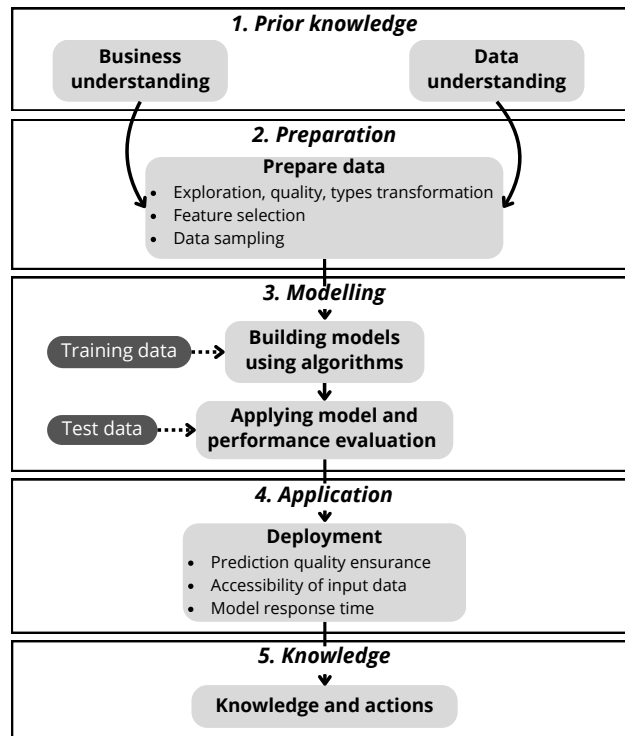 1. Prior knowledge
Business
understanding
Data
understanding
2. Preparation
Prepare data
• Exploration, quality, types transformation
• Feature selection
• Data sampling
3. Modelling
Training data
Building models
using algorithms
Test data
Applying model and
performance evaluation
4. Application
Deployment
• Prediction quality ensurance
• Accessibility of input data
• Model response time
5. Knowledge
Knowledge and actions